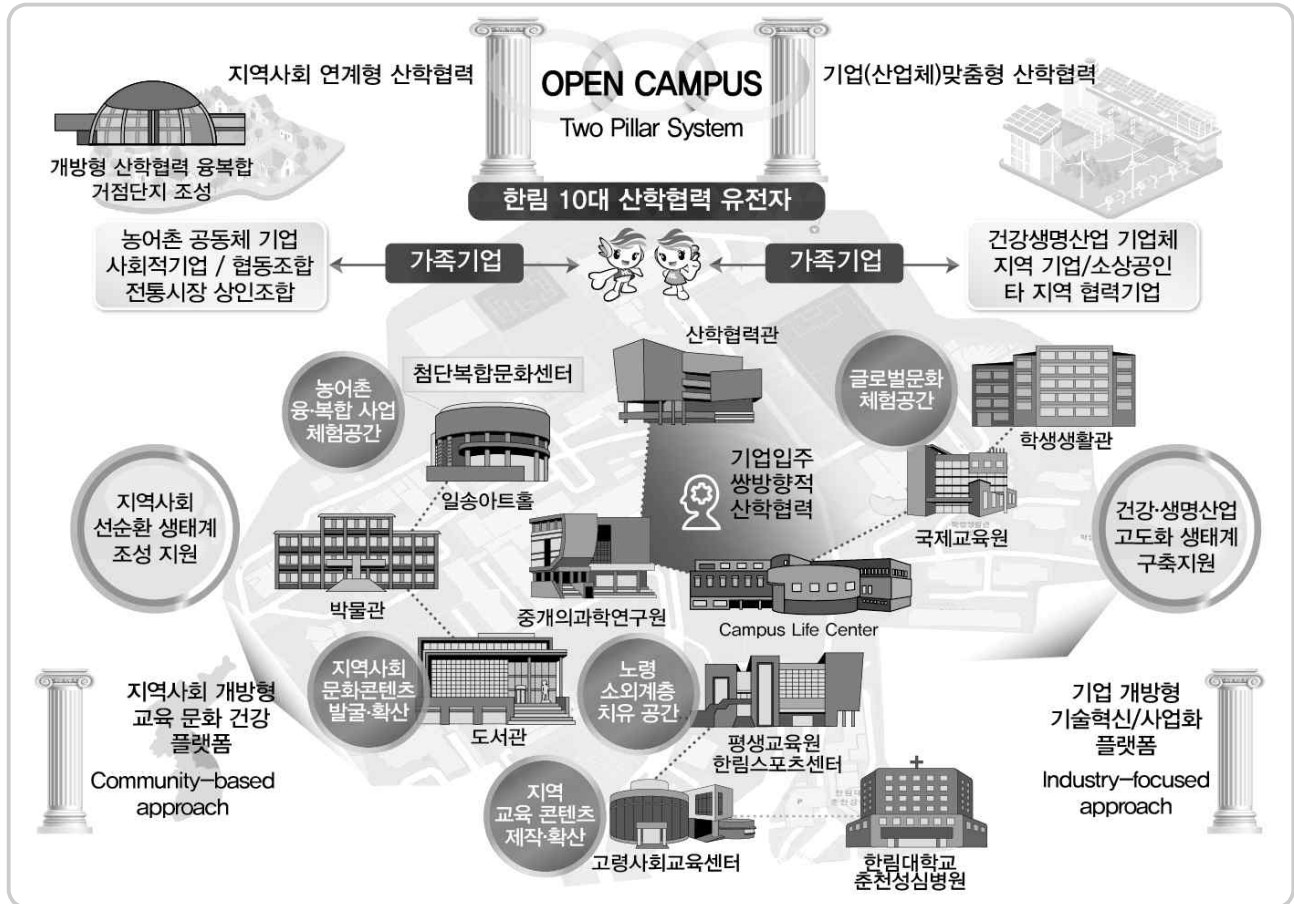 지역사회 연계형 산학협력
OPEN CAMPUS
Two Pillar System
기업(산업체)맞춤형 산학협력
개방형 산학협력 융복합
거점단지 조성
한림 10대 산학협력 유전자
농어촌 공동체 기업
사회적기업 / 협동조합
전통시장 상인조합
가족기업
가족기업
건강생명산업 기업체
지역 기업/소상공인
타 지역 협력기업
산학협력관
농어촌
융·복합 사업
체험공간
첨단복합문화센터
글로벌문화
체험공간
학생생활관
일송아트홀
기업입주
쌍방향적
산학협력
국제교육원
지역사회
선순환 생태계
조성 지원
건강·생명산업
고도화 생태계
구축지원
박물관
중개의과학연구원
Campus Life Center
지역사회
문화콘텐츠
발굴·확산
도서관
노령
소외계층
치유 공간
평생교육원
한림스포츠센터
지역사회 개방형
교육 문화 건강
플랫폼
Community-based
approach
기업 개방형
기술혁신/사업화
플랫폼
Industry-focused
approach
지역
교육 콘텐츠
제작·확산
고령사회교육센터
P
한림대학교
춘천성심병원